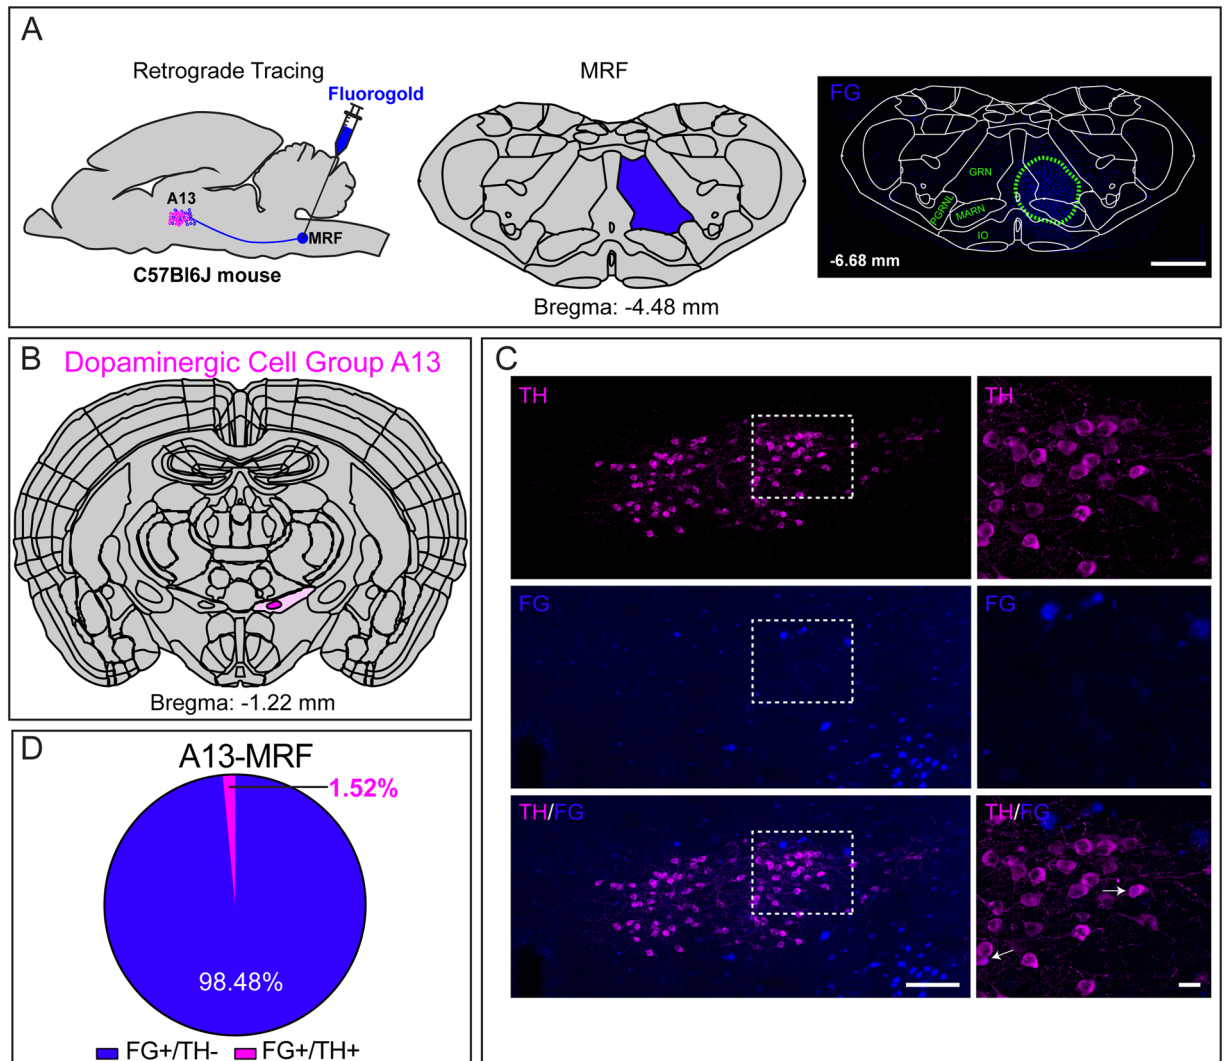 A
Retrograde Tracing
Fluorogold
A13
MRF
C57Bl6J mouse
MRF
Bregma: -4.48 mm
FG
GRN
PGRNL
MARN
IO
-6.68 mm
B
Dopaminergic Cell Group A13
Bregma: -1.22 mm
C
TH
TH
FG
FG
TH/FG
TH/FG
D
A13-MRF
1.52%
98.48%
FG+/TH-
FG+/TH+